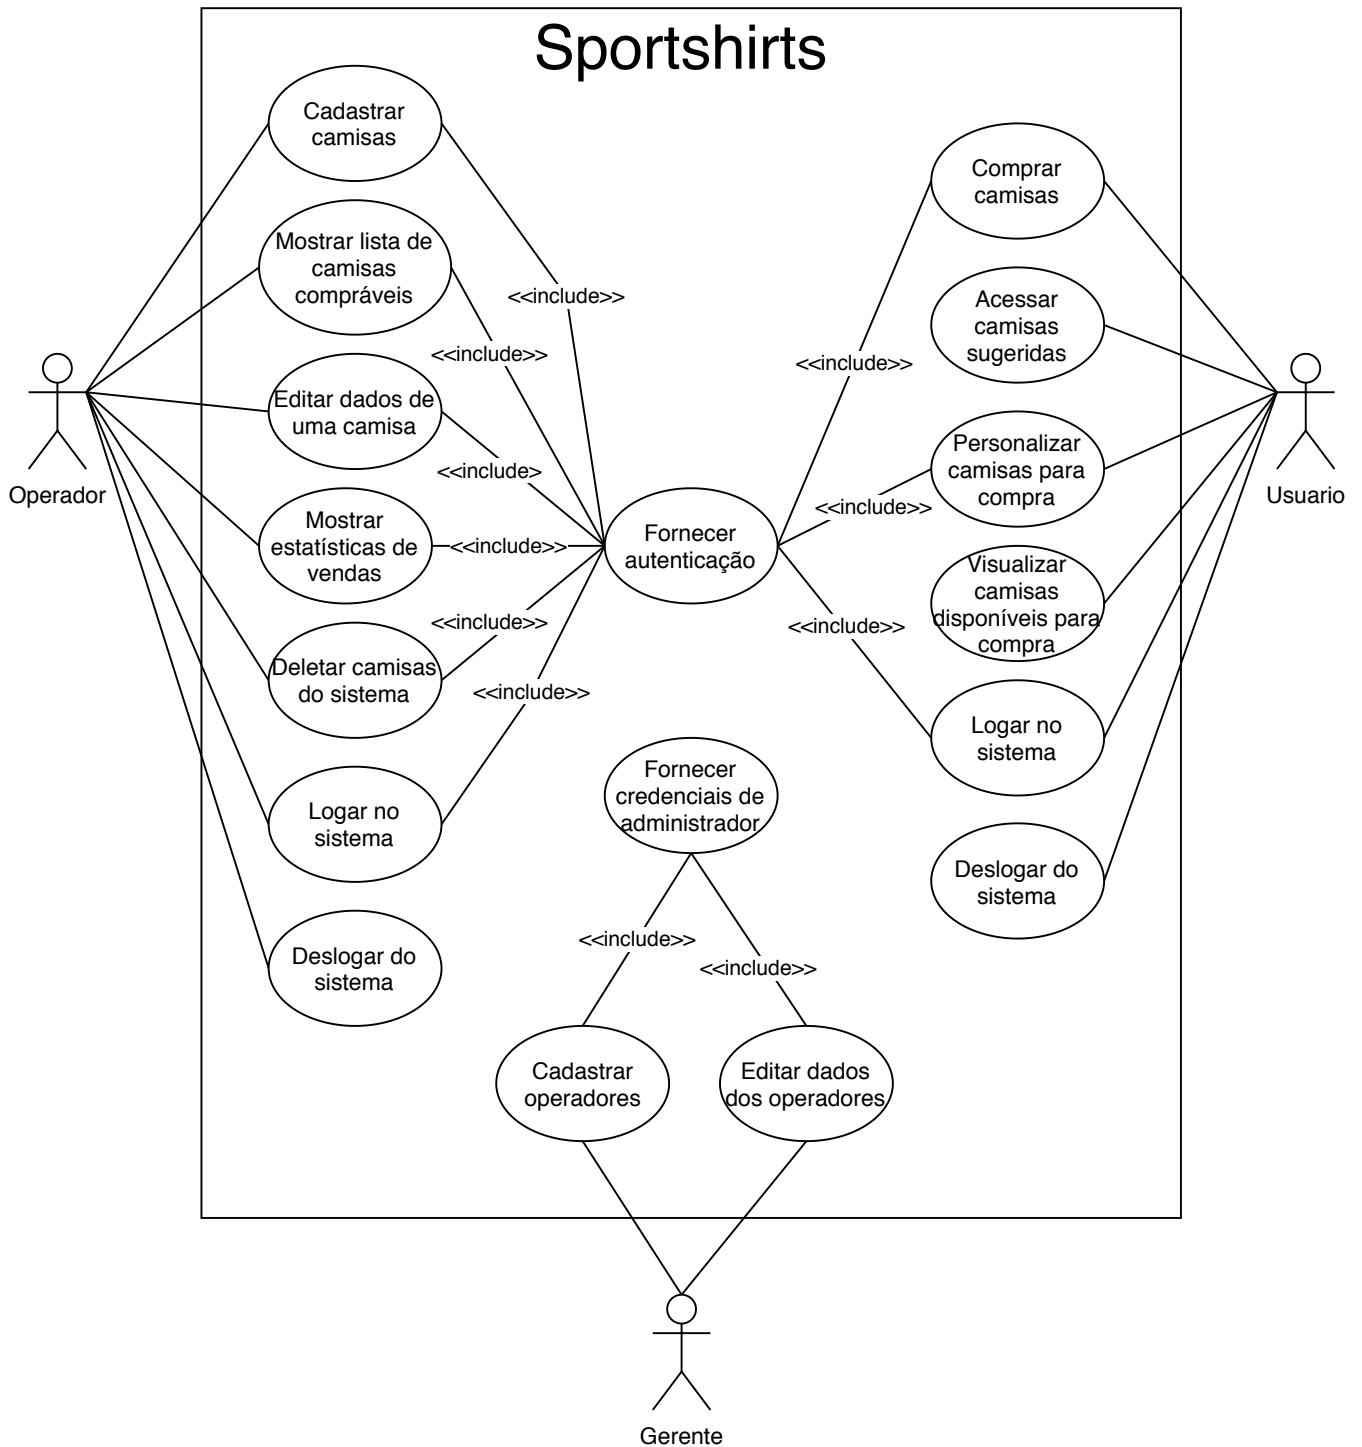 Sportshirts
Cadastrar
camisas
Mostrar lista de
camisas
compráveis
Editar dados de
uma camisa
Mostrar
estatísticas de
vendas
Deletar camisas
do sistema
Logar no
sistema
Deslogar do
sistema
Operador
<<include>>
<<include>>
<<include>
<<include>>
<<include>>
<<include>>
Fornecer
autenticação
<<include>>
<<include>>
<<include>>
Comprar
camisas
Acessar
camisas
sugeridas
Personalizar
camisas para
compra
Visualizar
camisas
disponíveis para
compra
Logar no
sistema
Deslogar do
sistema
Usuario
Fornecer
credenciais de
administrador
<<include>>
<<include>>
Cadastrar
operadores
Editar dados
dos operadores
Gerente